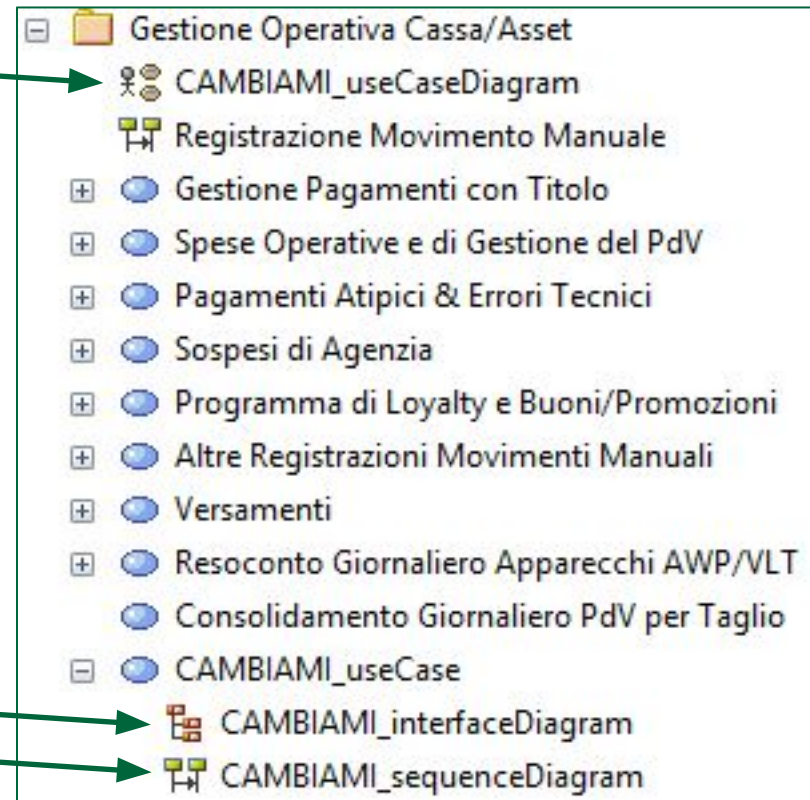 Gestione Operativa Cassa/Asset
CAMBIAMI_useCaseDiagram
Registrazione Movimento Manuale
Gestione Pagamenti con Titolo
Spese Operative e di Gestione del PdV
Pagamenti Atipici & Errori Tecnici
Sospesi di Agenzia
Programma di Loyalty e Buoni/Promozioni
Altre Registrazioni Movimenti Manuali
Versamenti
Resoconto Giornaliero Apparecchi AWP/VLT
Consolidamento Giornaliero PdV per Taglio
CAMBIAMI_useCase
CAMBIAMI_interfaceDiagram
CAMBIAMI_sequenceDiagram